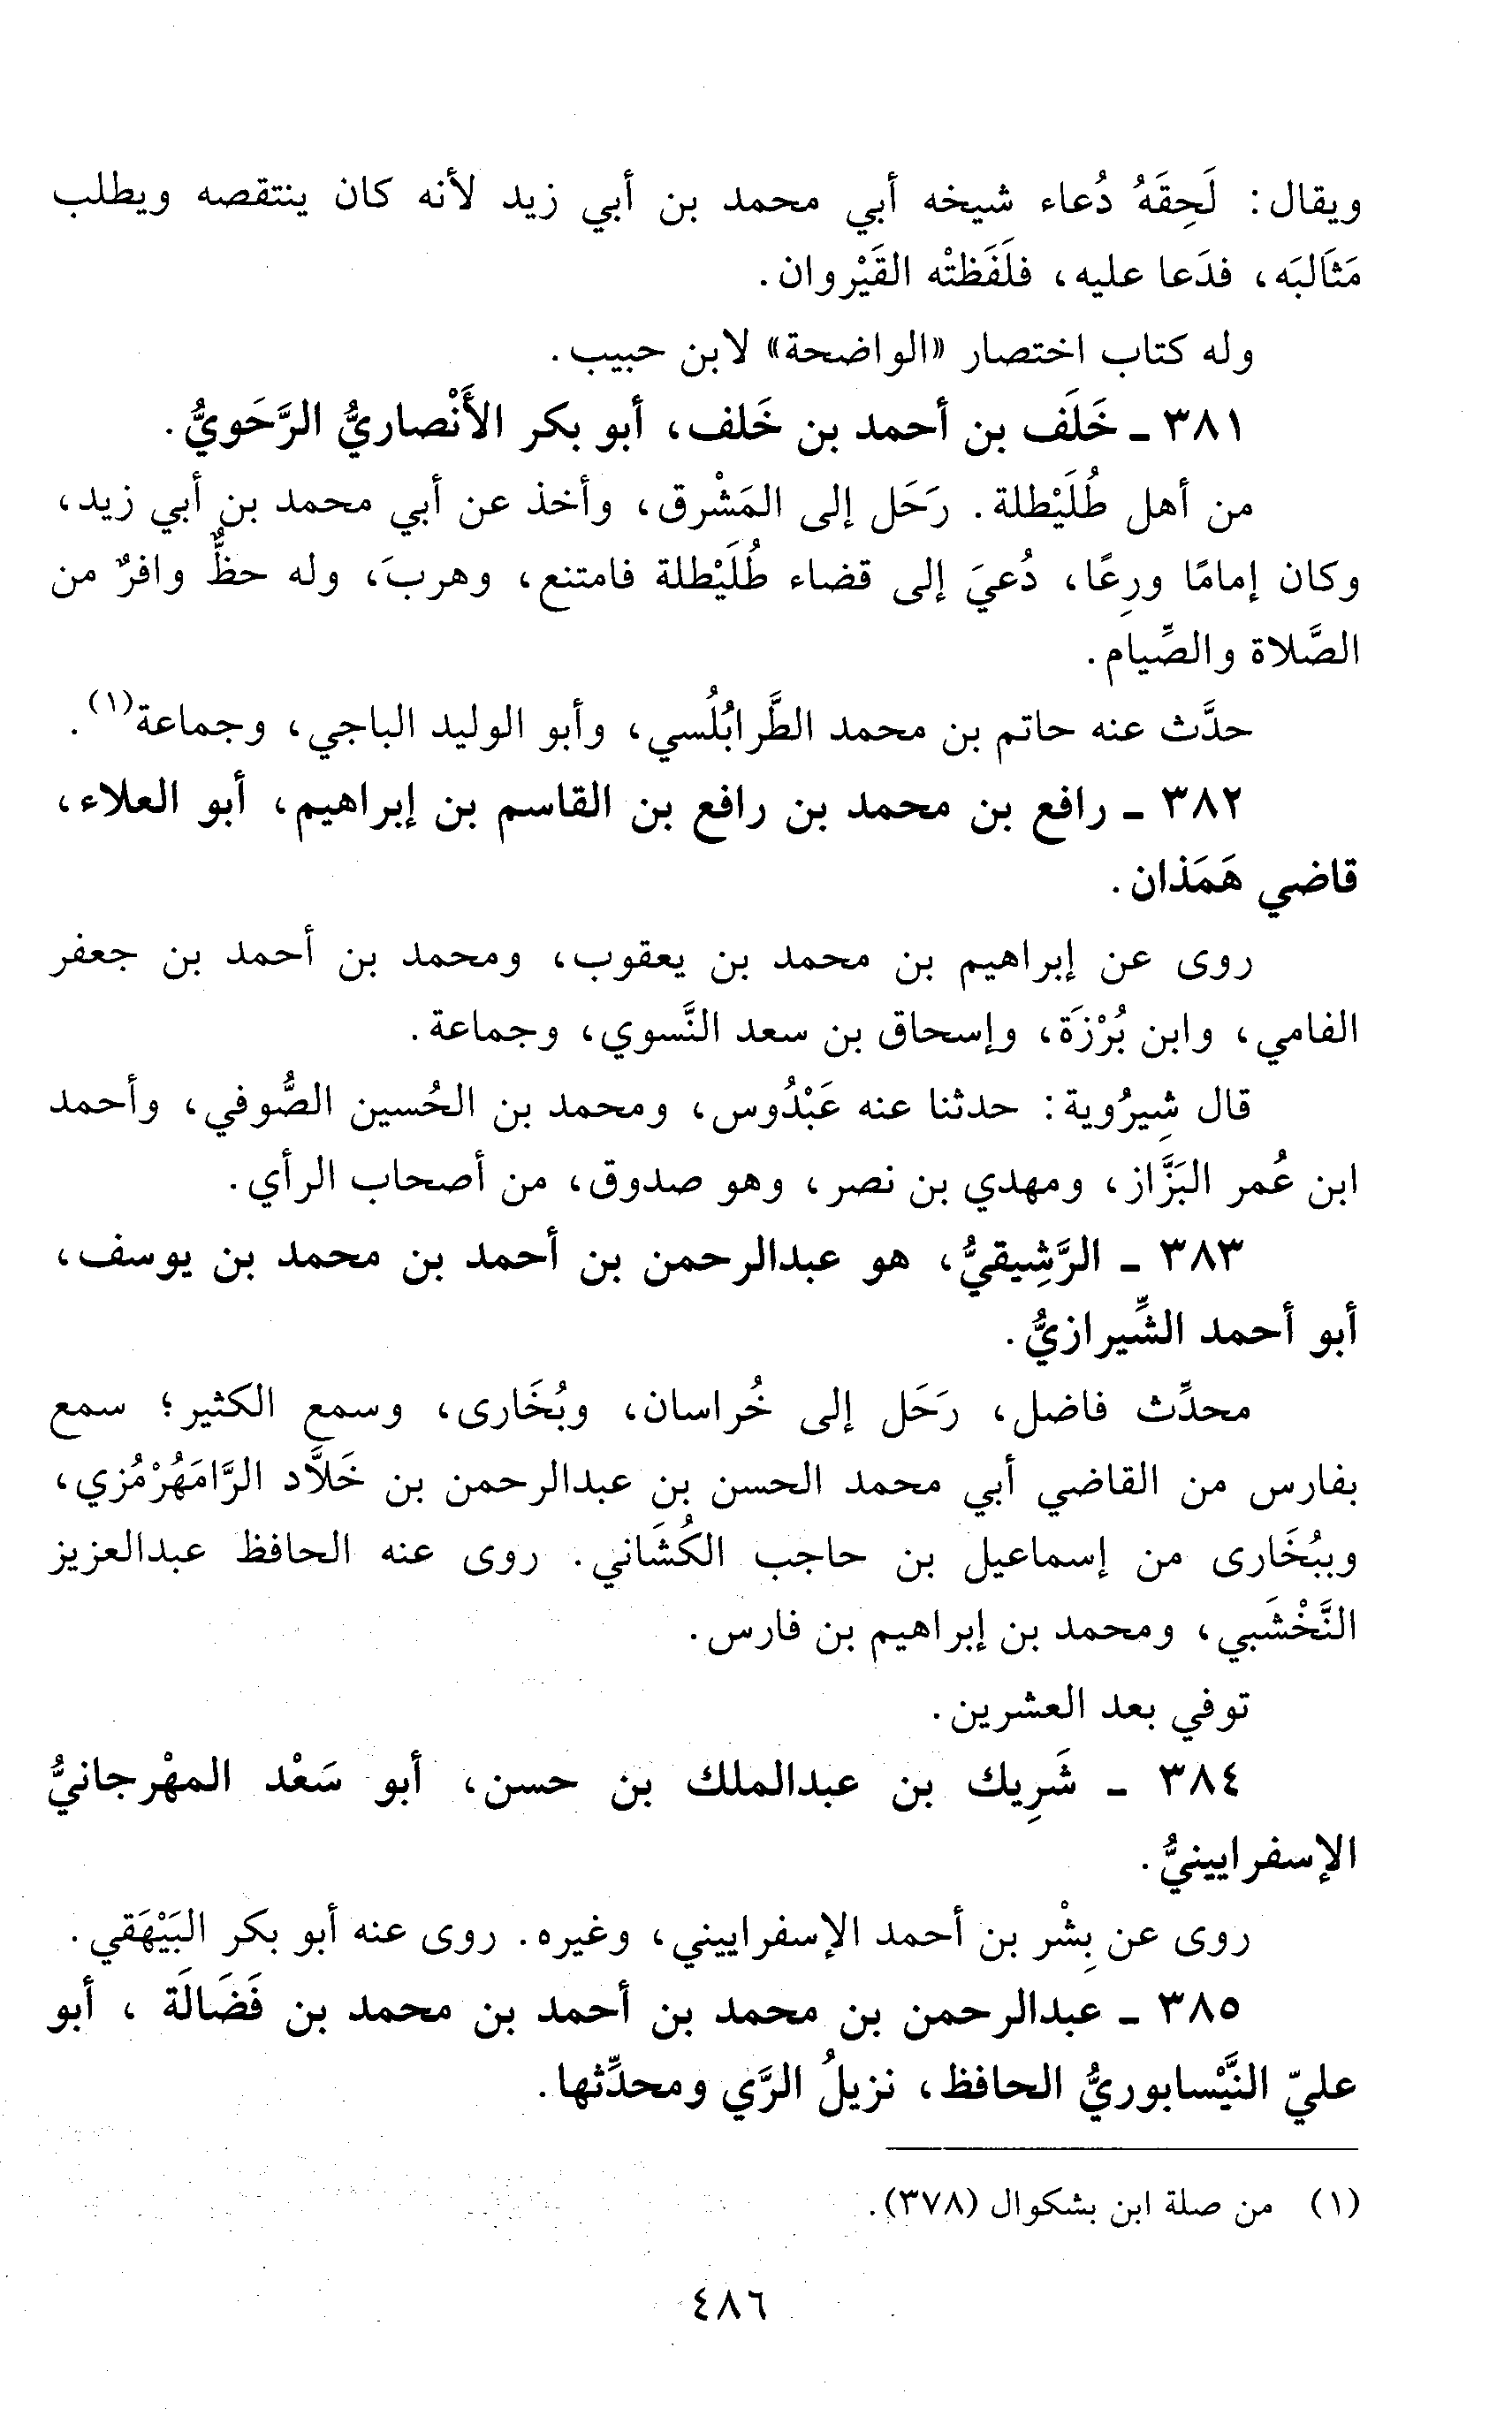 ويقال: لَحِقَهُ دُعاء شيخه أبي محمد بن أبي زيد لأنه كان ينتقصه ويطلب
مَثَالبَه، فدَعا عليه، فلَفَظتْه القَيْروان.
وله كتاب اختصار «الواضحة» لابن حبيب.
٣٨١ - خَلَف بن أحمد بن خَلف، أبو بكر الأَنْصاريُّ الرَّحَويُّ.
من أهل طُلَيْطلة. رَحَل إلى المَشْرق، وأخذ عن أبي محمد بن أبي زيد،
وكان إمامًا ورِعًا، دُعيَ إلى قضاء طُلَيْطلة فامتنع، وهربَ، وله حظٌّ وافرٌ من
الصَّلاة والصِّيام.
حدَّث عنه حاتم بن محمد الطَّرابُلُسي، وأبو الوليد الباجي، وجماعة(١).
٣٨٢ - رافع بن محمد بن رافع بن القاسم بن إبراهيم، أبو العلاء،
قاضي هَمَذان.
روى عن إبراهيم بن محمد بن يعقوب، ومحمد بن أحمد بن جعفر
الفامي، وابن بُرْزَة، وإسحاق بن سعد النَّسوي، وجماعة.
قال شِيرُوية: حدثنا عنه عَبْدُوس، ومحمد بن الحُسين الصُّوفي، وأحمد
ابن عُمر البَزَّاز، ومهدي بن نصر، وهو صدوق، من أصحاب الرأي.
٣٨٣ - الرَّشِيقيُّ، هو عبدالرحمن بن أحمد بن محمد بن يوسف،
أبو أحمد الشِّيرازيُّ.
محدِّث فاضل، رَحَل إلى خُراسان، وبُخَارى، وسمع الكثير؛ سمع
بفارس من القاضي أبي محمد الحسن بن عبدالرحمن بن خَلَّاد الرَّامَهُرْمُزي،
وببُخَارى من إسماعيل بن حاجب الكُشَاني. روى عنه الحافظ عبدالعزيز
النَّخْشَبي، ومحمد بن إبراهيم بن فارس.
توفي بعد العشرين.
٣٨٤ - شَرِيك بن عبدالملك بن حسن، أبو سَعْد المهْرجانيُّ
الإسفرايينيُّ.
روى عن بِشْر بن أحمد الإسفراييني، وغيره. روى عنه أبو بكر البَيْهَقي.
٣٨٥ - عبدالرحمن بن محمد بن أحمد بن محمد بن فَضَالَة ، أبو
عليّ النَّيْسابوريُّ الحافظ، نزيلُ الرَّي ومحدِّثها.
(١) من صلة ابن بشكوال (٣٧٨).
٤٨٦